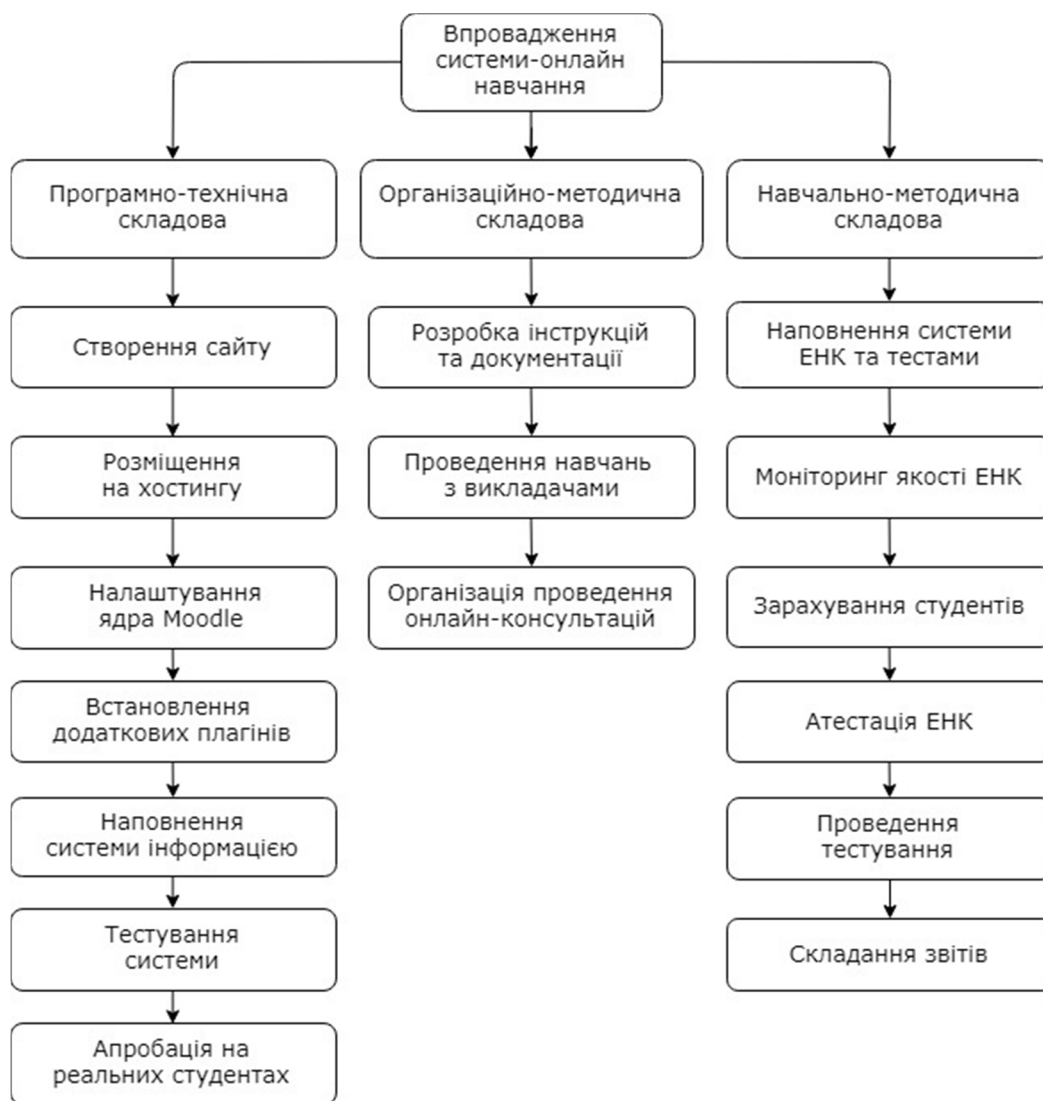 Впровадження
системи-онлайн
навчання
Програмно-технічна
складова
Створення сайту
Розміщення
на хостингу
Налаштування
ядра Moodle
Встановлення
додаткових плагінів
Наповнення
системи інформацією
Тестування
системи
Апробація на
реальних студентах
Організаційно-методична
складова
Розробка інструкцій
та документації
Проведення навчань
з викладачами
Організація проведення
онлайн-консультацій
Навчально-методична
складова
Наповнення системи
ЕНК та тестами
Моніторинг якості ЕНК
Зарахування студентів
Атестація ЕНК
Проведення
тестування
Складання звітів